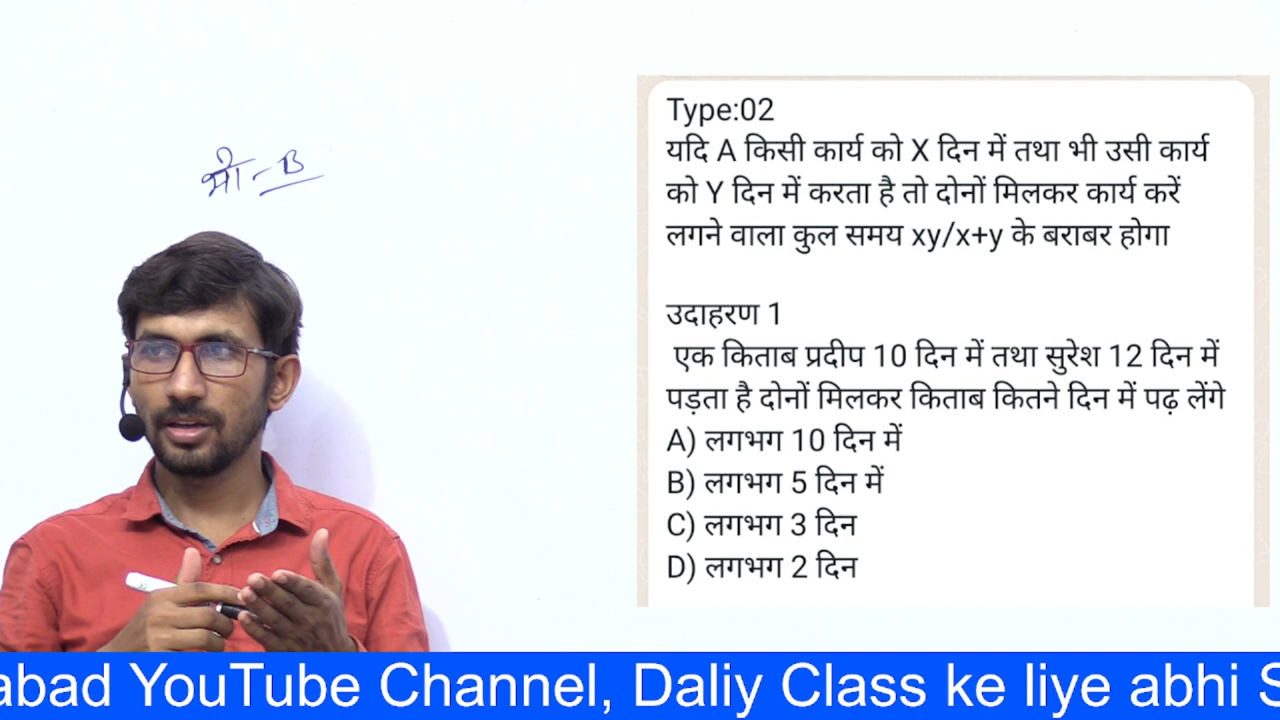 भी - B
Type:02
यदि A किसी कार्य को X दिन में तथा भी उसी कार्य
को Y दिन में करता है तो दोनों मिलकर कार्य करें
लगने वाला कुल समय xy/x+y के बराबर होगा
उदाहरण 1
एक किताब प्रदीप 10 दिन में तथा सुरेश 12 दिन में
पड़ता है दोनों मिलकर किताब कितने दिन में पढ़ लेंगे
A) लगभग 10 दिन में
B) लगभग 5 दिन में
C) लगभग 3 दिन
D) लगभग 2 दिन
abad YouTube Channel, Daliy Class ke liye abhi S